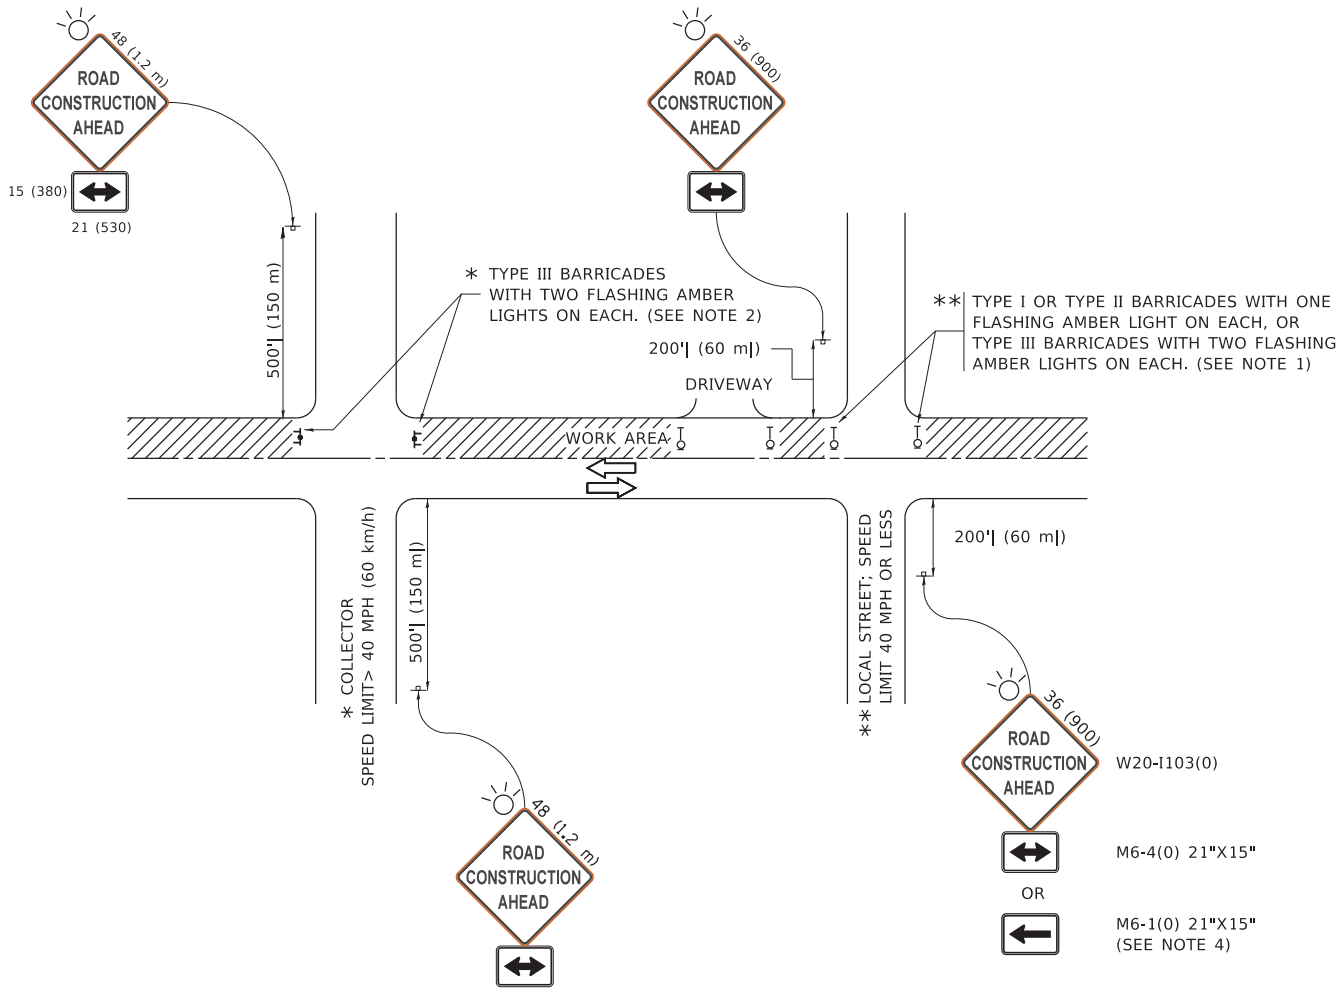 48 (1.2 m)
ROAD
CONSTRUCTION
AHEAD
15 (380)
21 (530)
36 (900)
ROAD
CONSTRUCTION
AHEAD
500'| (150 m)
* TYPE III BARRICADES
WITH TWO FLASHING AMBER
LIGHTS ON EACH. (SEE NOTE 2)
200'| (60 m|)
DRIVEWAY
** TYPE I OR TYPE II BARRICADES WITH ONE
FLASHING AMBER LIGHT ON EACH, OR
TYPE III BARRICADES WITH TWO FLASHING
AMBER LIGHTS ON EACH. (SEE NOTE 1)
WORK AREA
* COLLECTOR
SPEED LIMIT> 40 MPH (60 km/h)
500'| (150 m|)
** LOCAL STREET; SPEED
LIMIT 40 MPH OR LESS
200'| (60 m|)
48 (1.2 m)
ROAD
CONSTRUCTION
AHEAD
36 (900)
ROAD
CONSTRUCTION
AHEAD
W20-I103(0)
M6-4(0) 21"X15"
OR
M6-1(0) 21"X15"
(SEE NOTE 4)